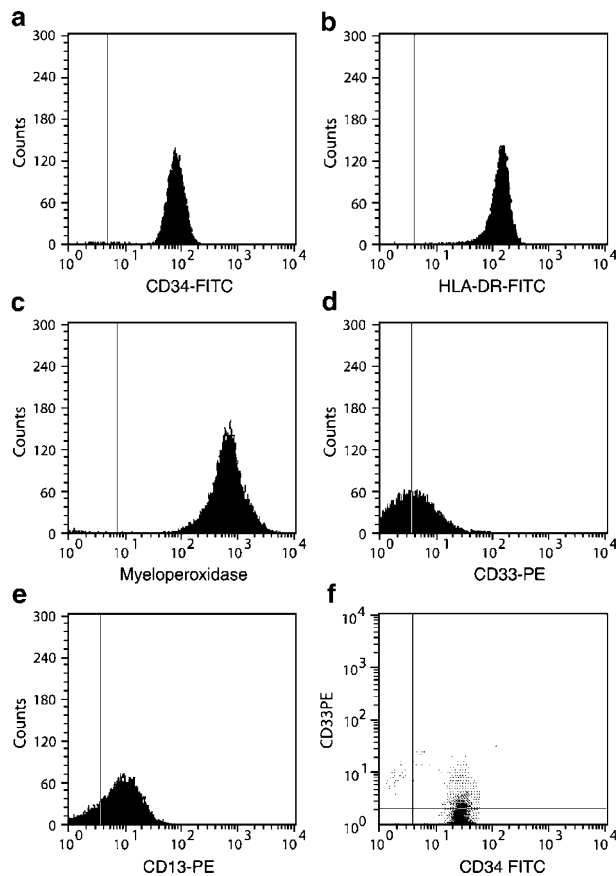 a
b
300
240
180
120
60
0
Counts
10^0 10^1 10^2 10^3 10^4
CD34-FITC
300
240
180
120
60
0
Counts
10^0 10^1 10^2 10^3 10^4
HLA-DR-FITC
c
d
300
240
180
120
60
0
Counts
10^0 10^1 10^2 10^3 10^4
Myeloperoxidase
300
240
180
120
60
0
Counts
10^0 10^1 10^2 10^3 10^4
CD33-PE
e
f
300
240
180
120
60
0
Counts
10^0 10^1 10^2 10^3 10^4
CD13-PE
10^4
10^3
10^2
10^1
10^0
CD33PE
10^0 10^1 10^2 10^3 10^4
CD34 FITC